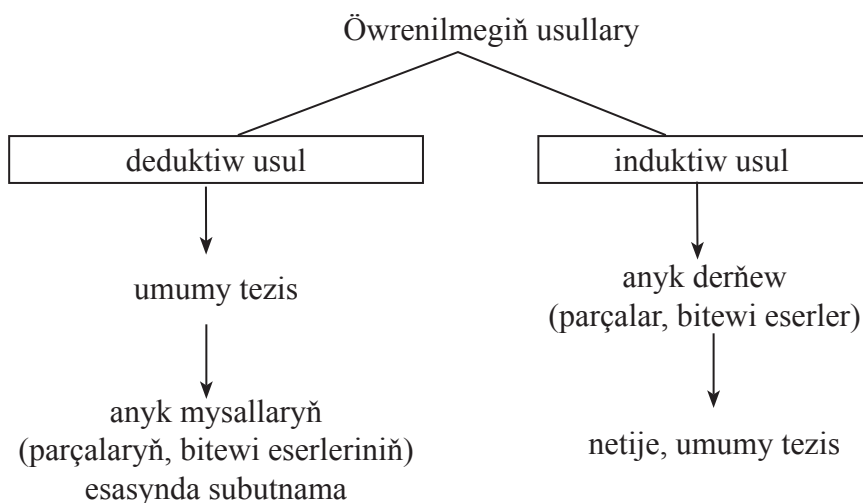 Öwrenilmegiň usullary
deduktiw usul
umumy tezis
anyk mysallaryň
(parçalaryň, bitewi eserleriniň)
esasynda subutnama
induktiw usul
anyk derňew
(parçalar, bitewi eserler)
netije, umumy tezis